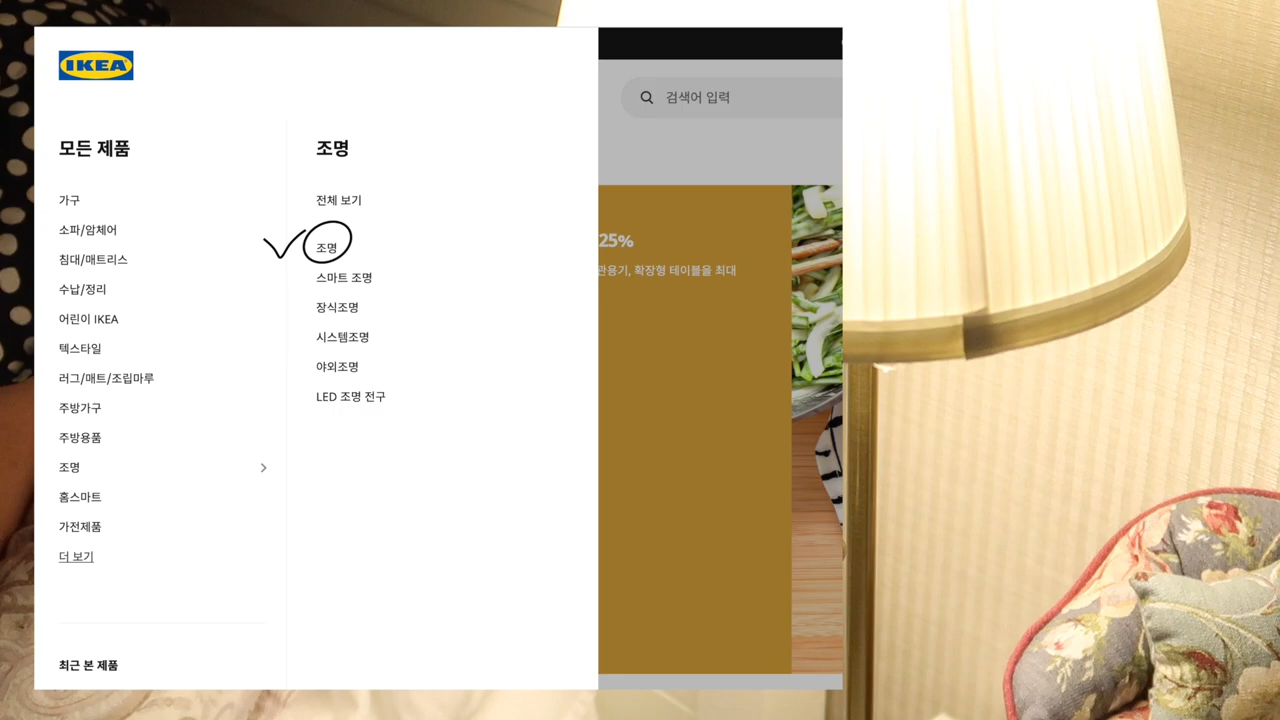 IKEA
모든 제품
가구
소파/암체어
침대/매트리스
수납/정리
어린이 IKEA
텍스타일
러그/매트/조립마루
주방가구
주방용품
조명
홈스마트
가전제품
더 보기
최근 본 제품
조명
전체 보기
조명
스마트 조명
장식조명
시스템조명
야외조명
LED 조명 전구
검색어 입력
25%
관용기, 확장형 테이블을 최대